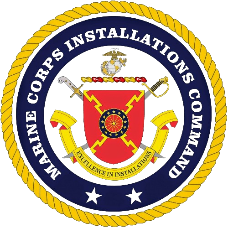 MARINE CORPS INSTALLATIONS COMMAND
EXCELLENCE IN INSTALLATIONS